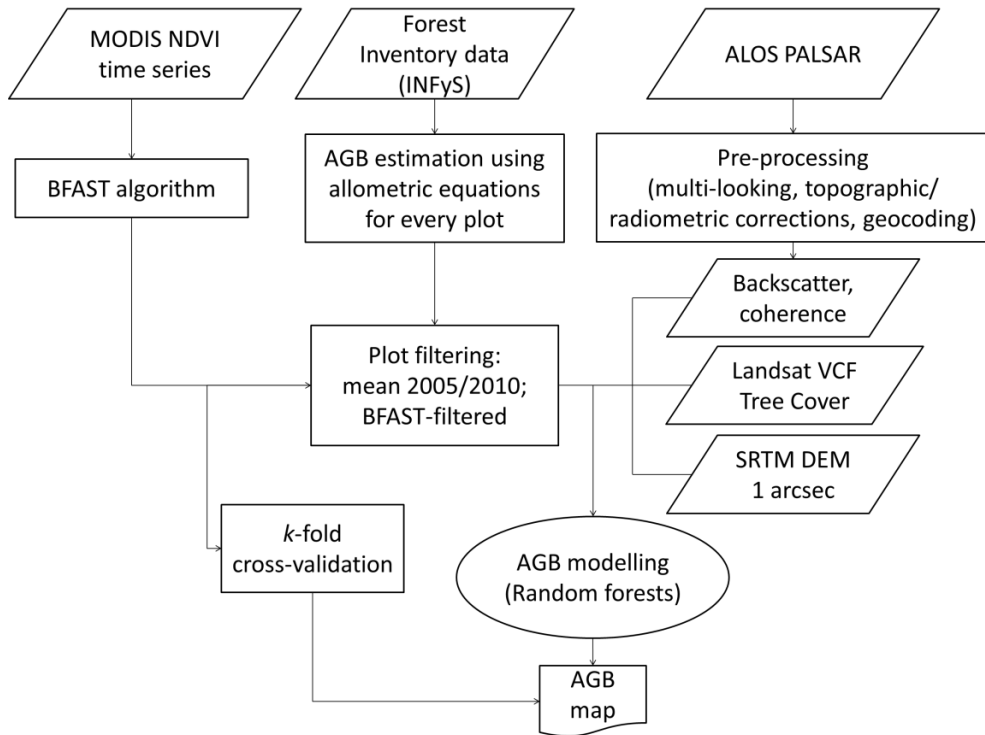 MODIS NDVI
time series
Forest
Inventory data
(INFyS)
ALOS PALSAR
BFAST algorithm
AGB estimation using
allometric equations
for every plot
Pre-processing
(multi-looking, topographic/
radiometric corrections, geocoding)
Backscatter,
coherence
Plot filtering:
mean 2005/2010;
BFAST-filtered
Landsat VCF
Tree Cover
SRTM DEM
1 arcsec
k-fold
cross-validation
AGB modelling
(Random forests)
AGB
map